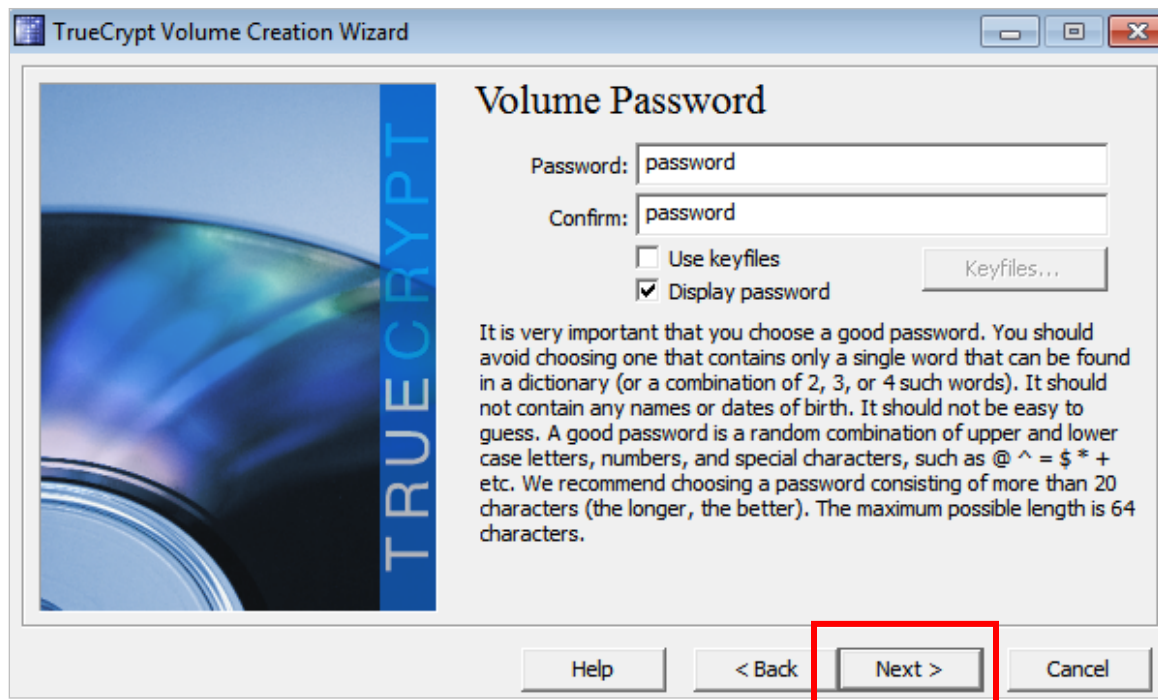 TrueCrypt Volume Creation Wizard
TRUECRYPT
Volume Password
Password: password
Confirm: password
Use keyfiles
Keyfiles...
Display password
It is very important that you choose a good password. You should
avoid choosing one that contains only a single word that can be found
in a dictionary (or a combination of 2, 3, or 4 such words). It should
not contain any names or dates of birth. It should not be easy to
guess. A good password is a random combination of upper and lower
case letters, numbers, and special characters, such as @ ^ = $ * +
etc. We recommend choosing a password consisting of more than 20
characters (the longer, the better). The maximum possible length is 64
characters.
Help < Back Next > Cancel